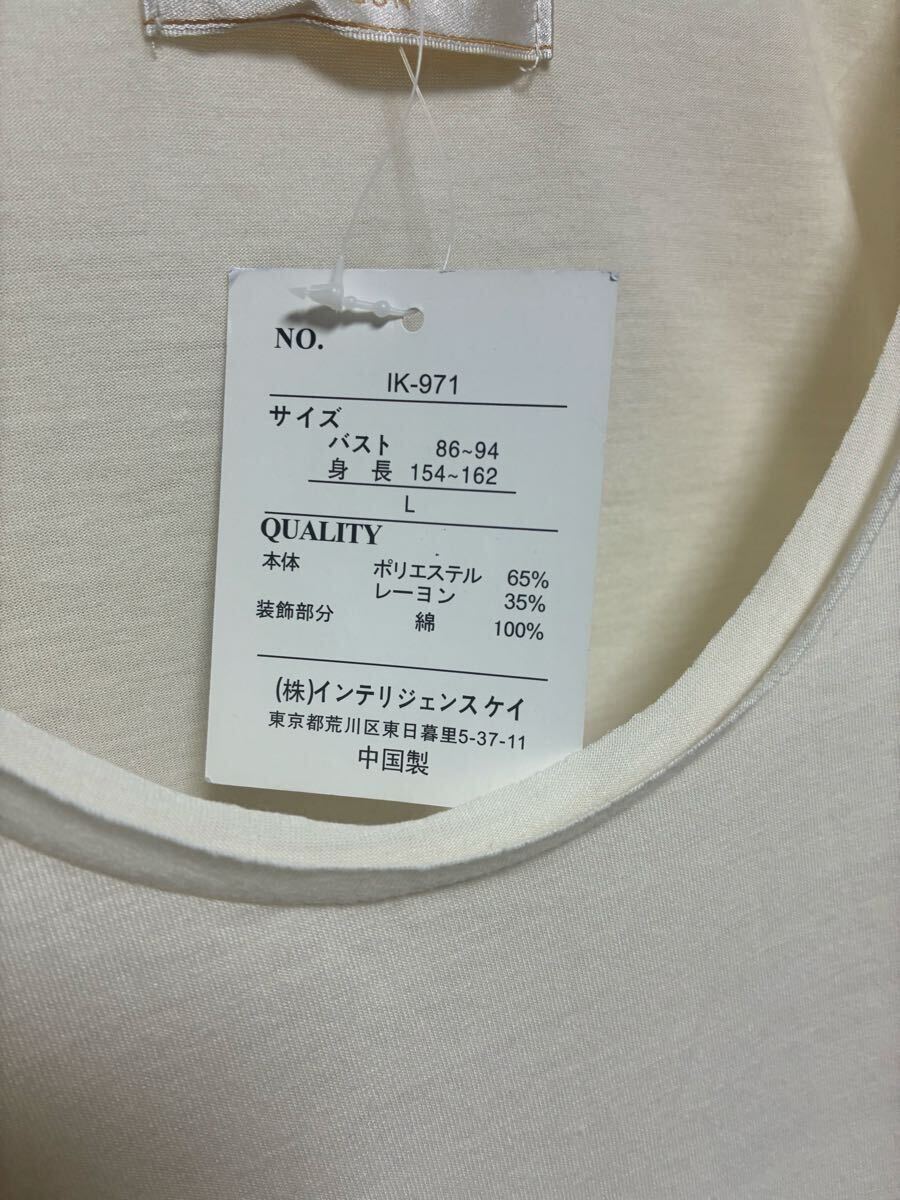 NO.
IK-971
サイズ
バスト 86~94
身 長 154~162
L
QUALITY
本体 ポリエステル 65%
レーヨン 35%
装飾部分 綿 100%
(株)インテリジェンスケイ
東京都荒川区東日暮里5-37-11
中国製